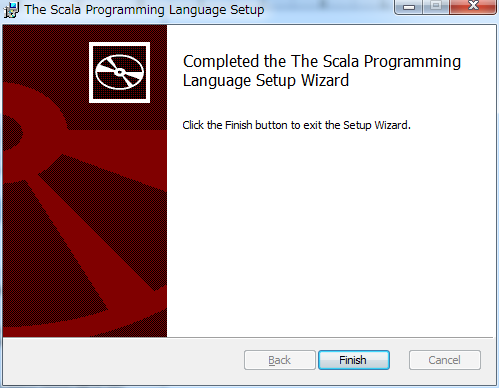 The Scala Programming Language Setup
Completed the The Scala Programming
Language Setup Wizard
Click the Finish button to exit the Setup Wizard.
Back
Finish
Cancel